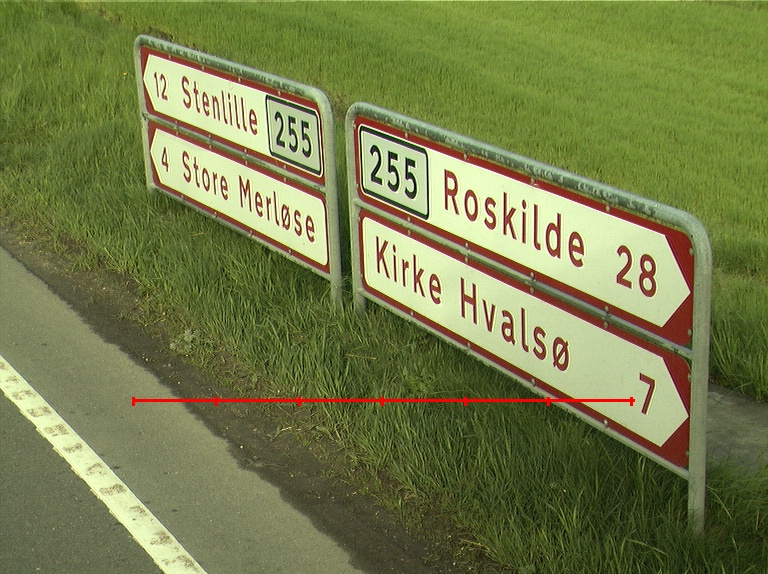 12 Stenlille 255
4 Store Merløse
255 Roskilde 28
Kirke Hvalsø 7